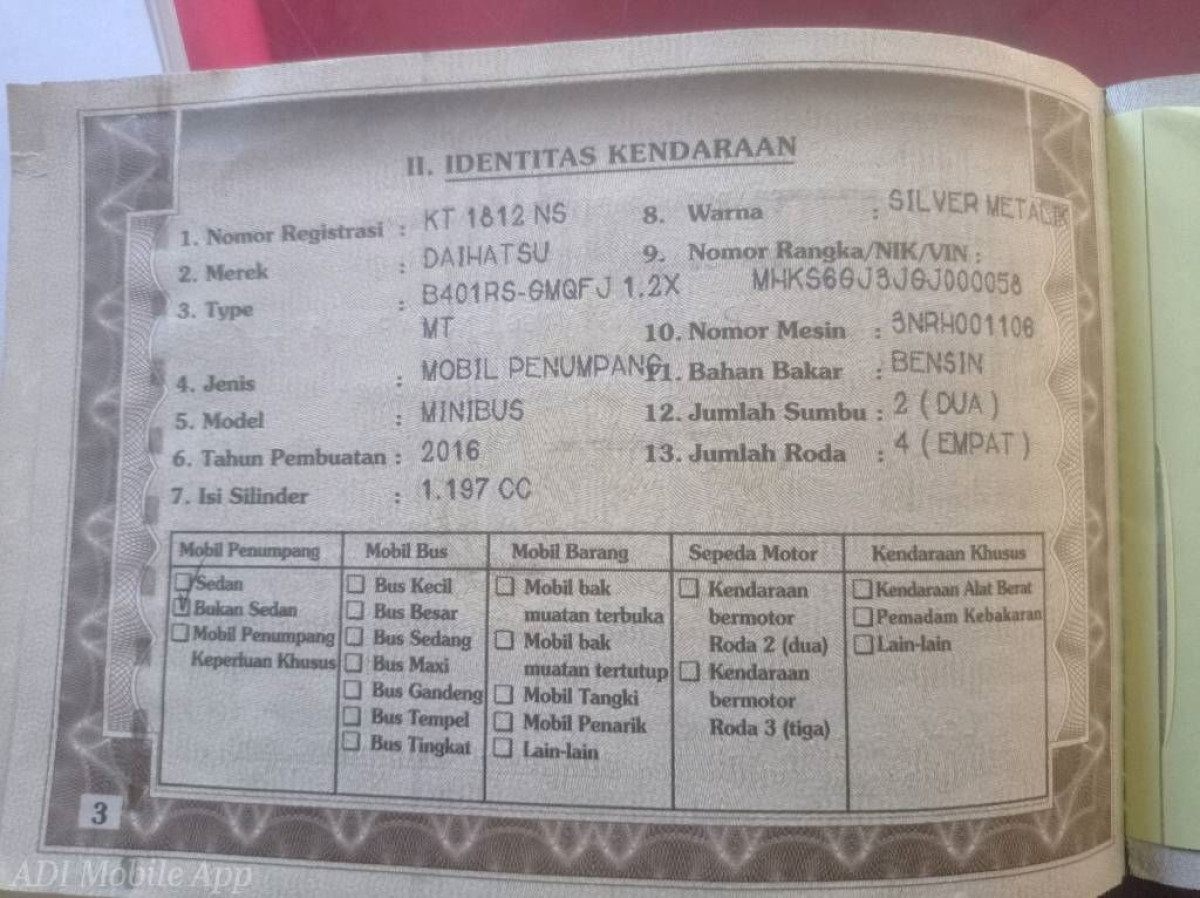 II. IDENTITAS KENDARAAN
1. Nomor Registrasi : KT 1812 NS
2. Merek : DAIHATSU
3. Type : B401RS-GMQFJ 1.2X
MT
4. Jenis : MOBIL PENUMPANG
5. Model : MINIBUS
6. Tahun Pembuatan : 2016
7. Isi Silinder : 1.197 CC
8. Warna : SILVER METALIK
9. Nomor Rangka/NIK/VIN :
MHKS6GJ3JGJ000058
10. Nomor Mesin : 3NRH001106
11. Bahan Bakar : BENSIN
12. Jumlah Sumbu : 2 ( DUA )
13. Jumlah Roda : 4 ( EMPAT )
Mobil Penumpang
Sedan
Bukan Sedan
Mobil Penumpang
Keperluan Khusus
Mobil Bus
Bus Kecil
Bus Besar
Bus Sedang
Bus Maxi
Bus Gandeng
Bus Tempel
Bus Tingkat
Mobil Barang
Mobil bak
muatan terbuka
Mobil bak
muatan tertutup
Mobil Tangki
Mobil Penarik
Lain-lain
Sepeda Motor
Kendaraan
bermotor
Roda 2 (dua)
Kendaraan
bermotor
Roda 3 (tiga)
Kendaraan Khusus
Kendaraan Alat Berat
Pemadam Kebakaran
Lain-lain
3
ADI Mobile App